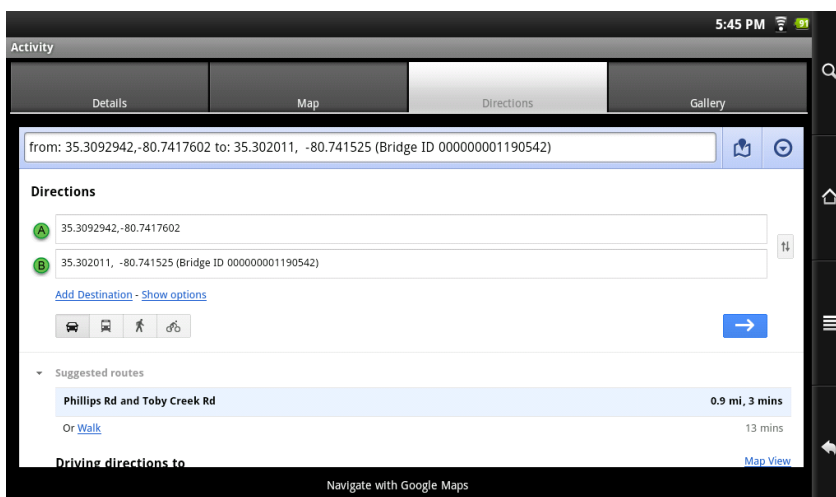 5:45 PM 91
Activity
Details Map Directions Gallery
from: 35.3092942,-80.7417602 to: 35.302011, -80.741525 (Bridge ID 000000001190542)
Directions
A 35.3092942,-80.7417602
B 35.302011, -80.741525 (Bridge ID 000000001190542)
Add Destination - Show options
Suggested routes
Phillips Rd and Toby Creek Rd 0.9 mi, 3 mins
Or Walk 13 mins
Driving directions to Map View
Navigate with Google Maps